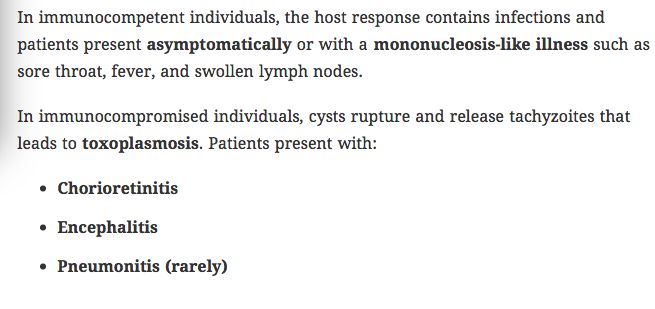 In immunocompetent individuals, the host response contains infections and
patients present asymptomatically or with a mononucleosis-like illness such as
sore throat, fever, and swollen lymph nodes.
In immunocompromised individuals, cysts rupture and release tachyzoites that
leads to toxoplasmosis. Patients present with:
• Chorioretinitis
• Encephalitis
• Pneumonitis (rarely)